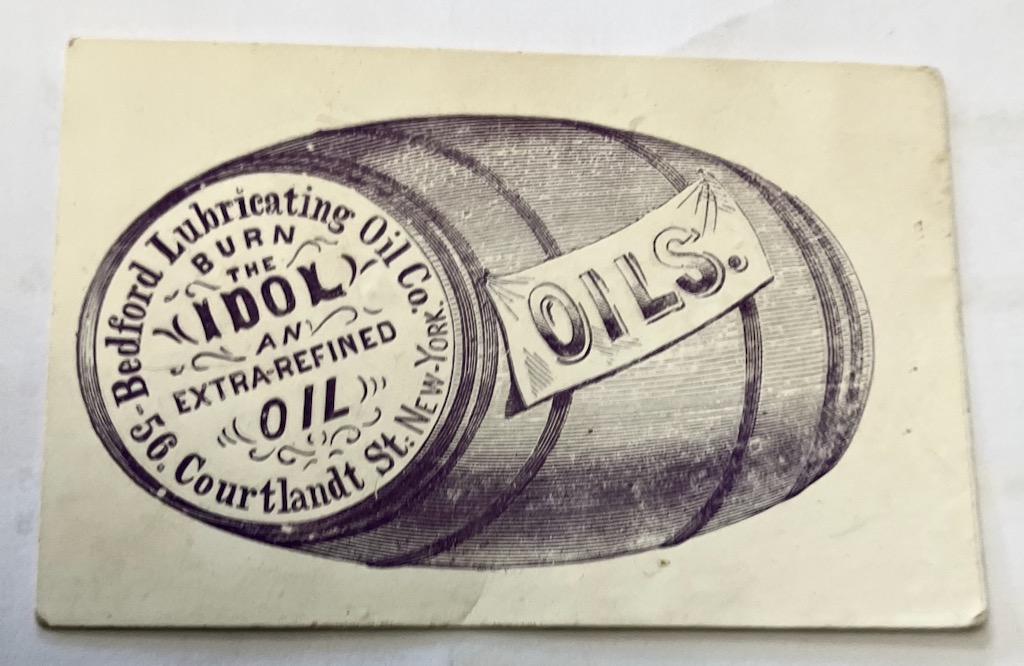 Bedford Lubricating Oil Co.
BURN
THE
IDOL
AN
EXTRA-REFINED
OIL
56. Courtlandt St. NEW-YORK.
OILS.